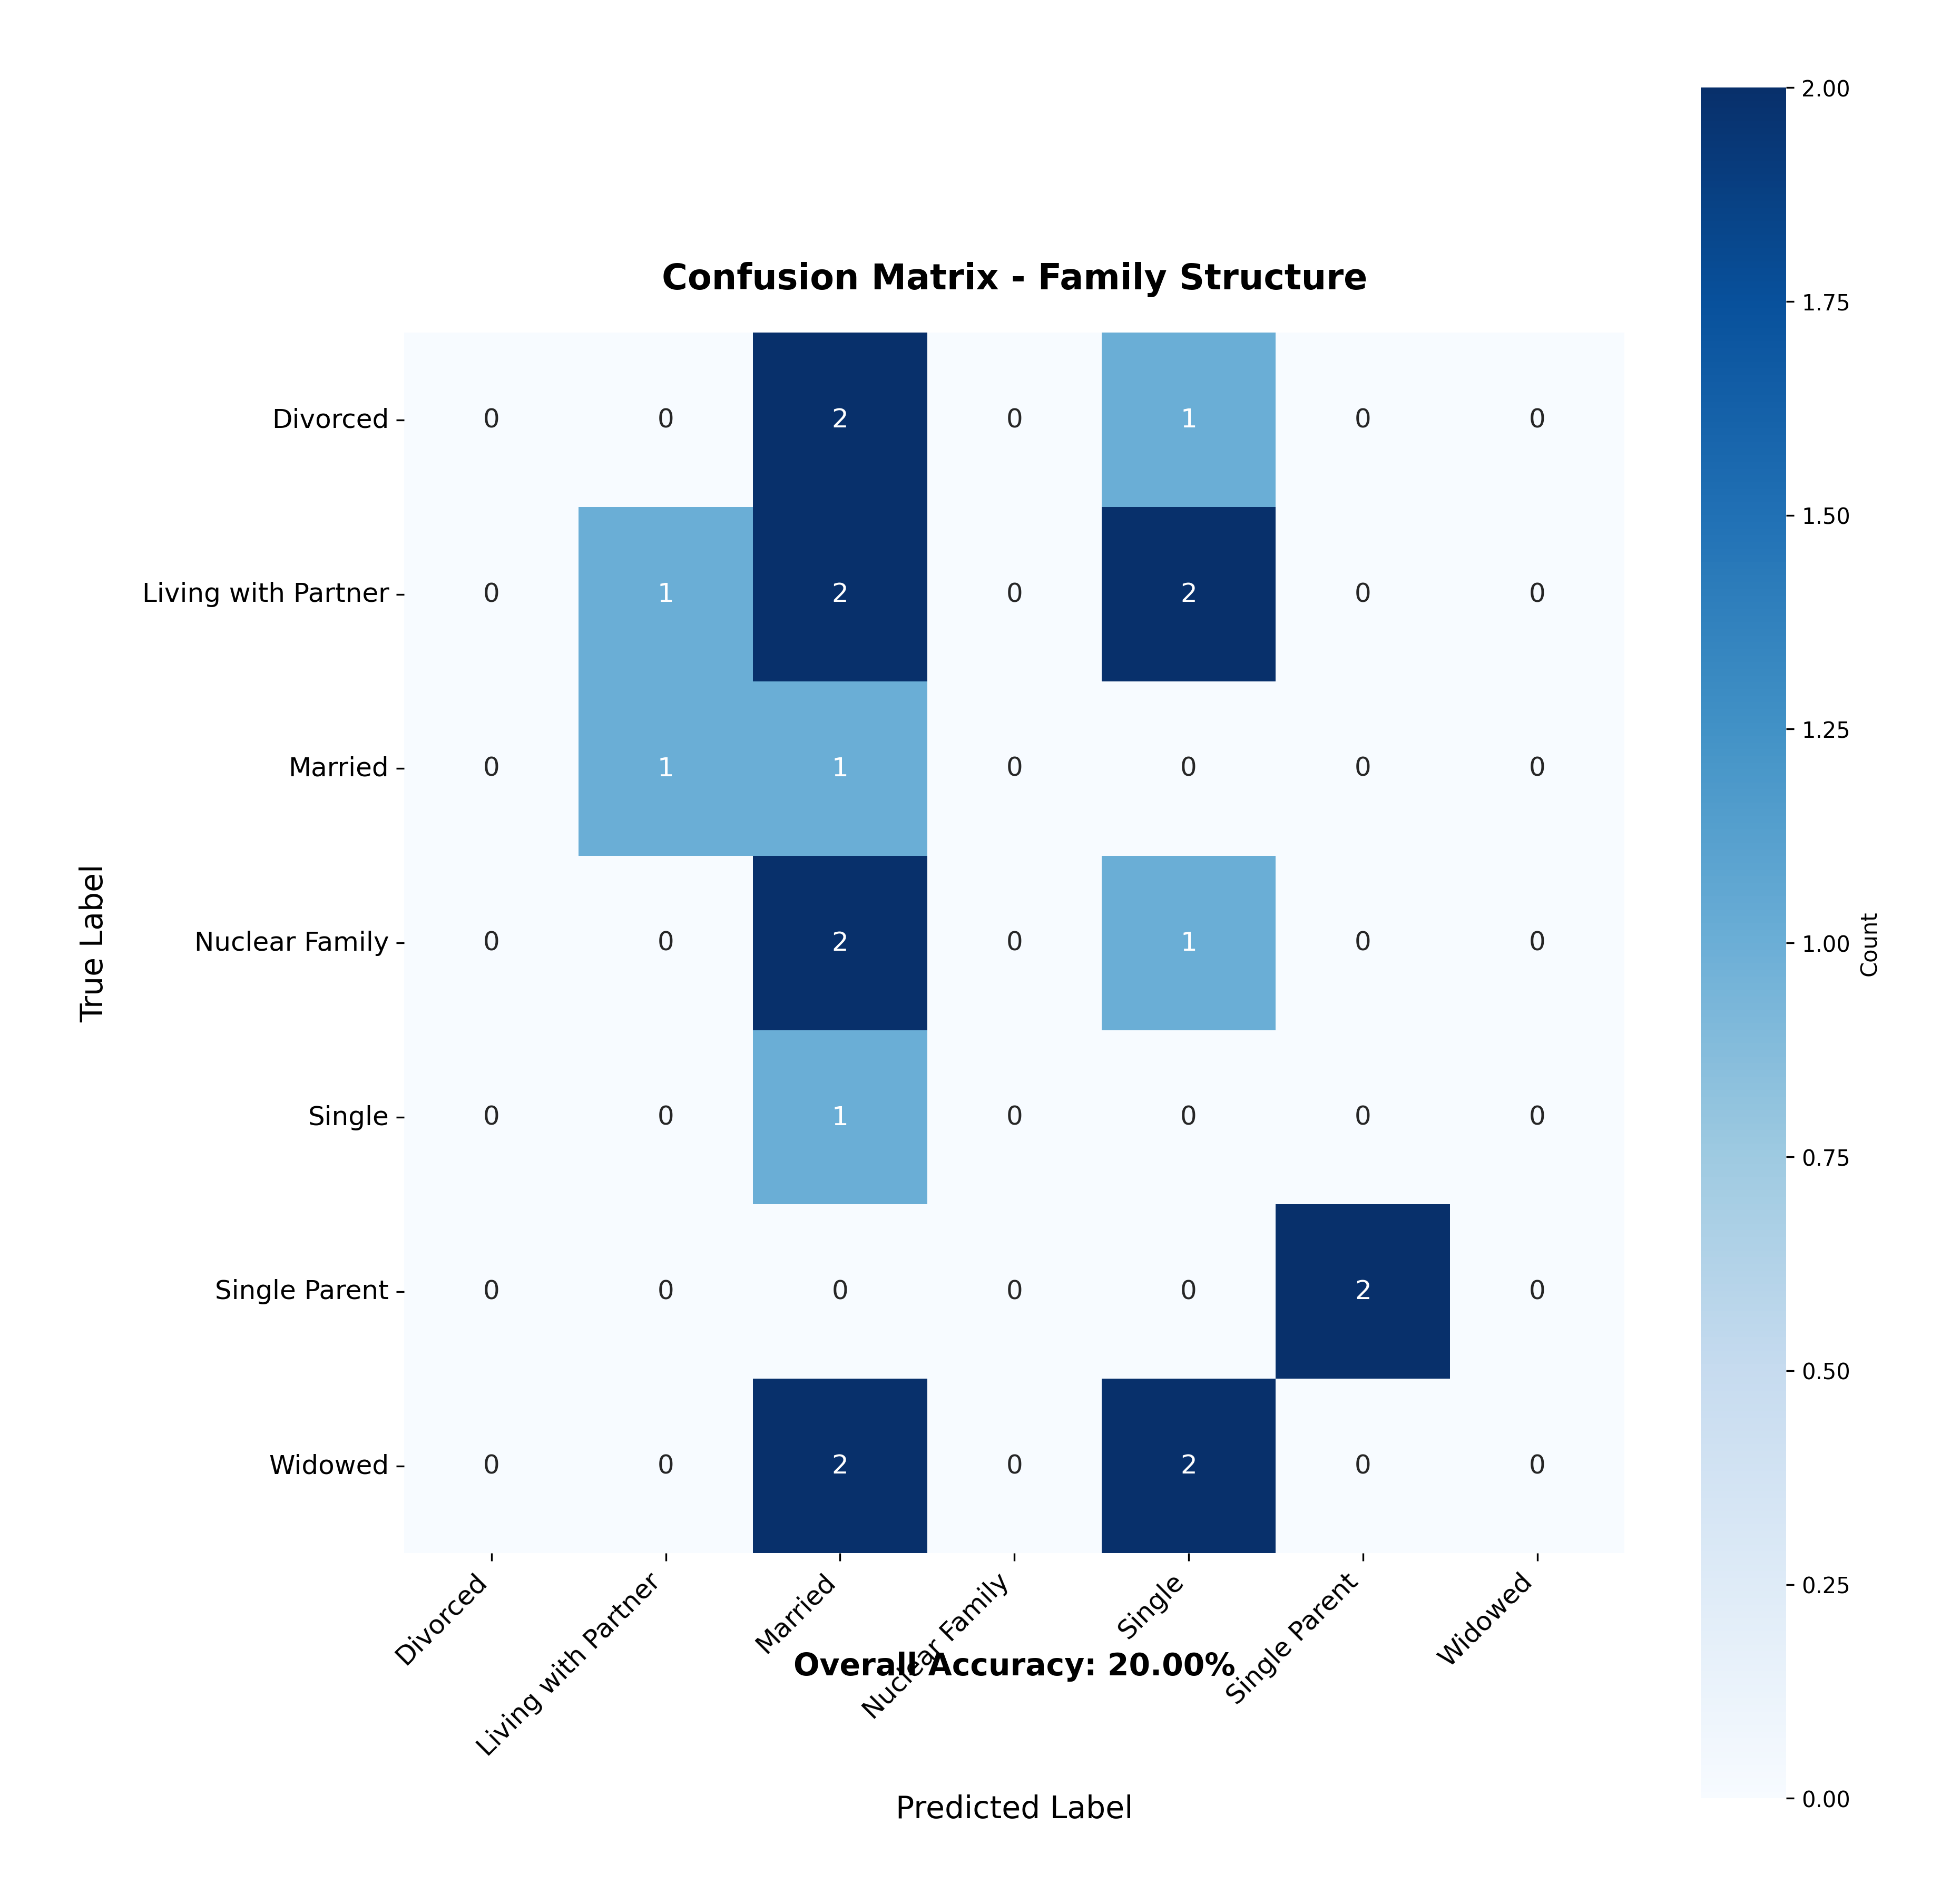 Confusion Matrix - Family Structure
True Label
Divorced 0 0 2 0 1 0 0
Living with Partner 0 1 2 0 2 0 0
Married 0 1 1 0 0 0 0
Nuclear Family 0 0 2 0 1 0 0
Single 0 0 1 0 0 0 0
Single Parent 0 0 0 0 0 2 0
Widowed 0 0 2 0 2 0 0
Divorced
Living with Partner
Married
Nuclear Family
Single
Single Parent
Widowed
Overall Accuracy: 20.00%
Predicted Label
2.00
1.75
1.50
1.25
1.00
0.75
0.50
0.25
0.00
Count